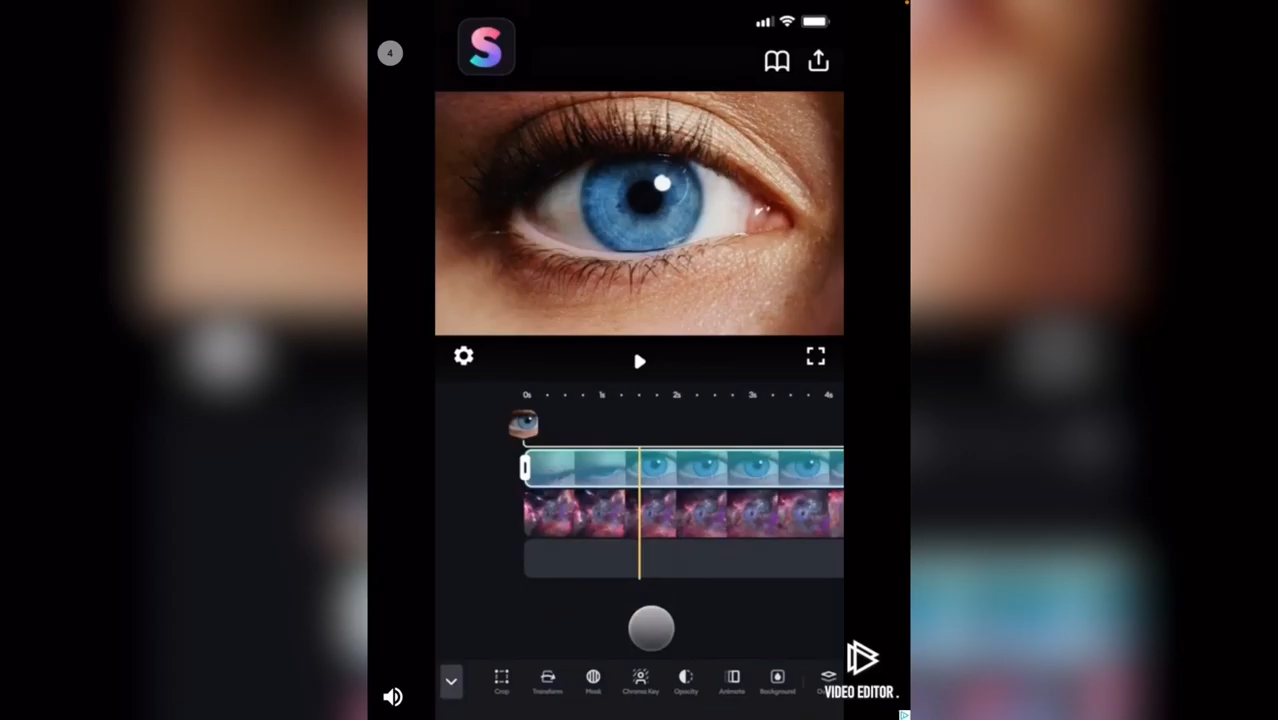 4
S
0s
1s
2s
3s
4s
Crop
Transform
Mask
Chroma Key
Opacity
Animate
Background
VIDEO EDITOR .